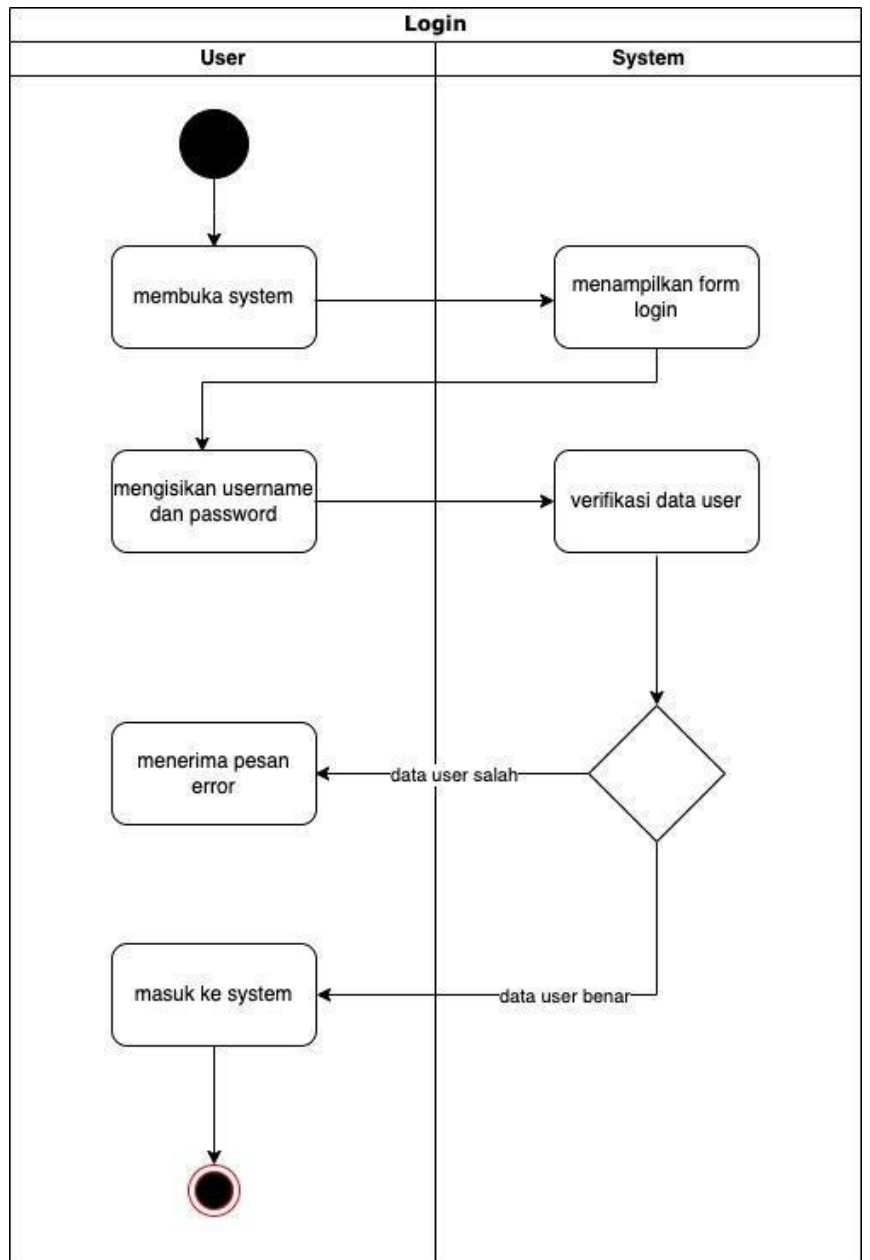 Login
User
System
membuka system
menampilkan form
login
mengisikan username
dan password
verifikasi data user
menerima pesan
error
data user salah
masuk ke system
data user benar